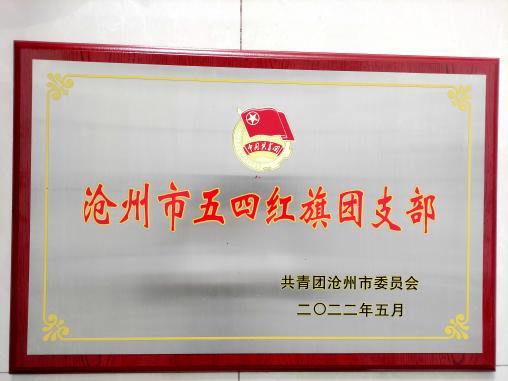 中国共青团
沧州市五四红旗团支部
共青团沧州市委员会
二〇二二年五月